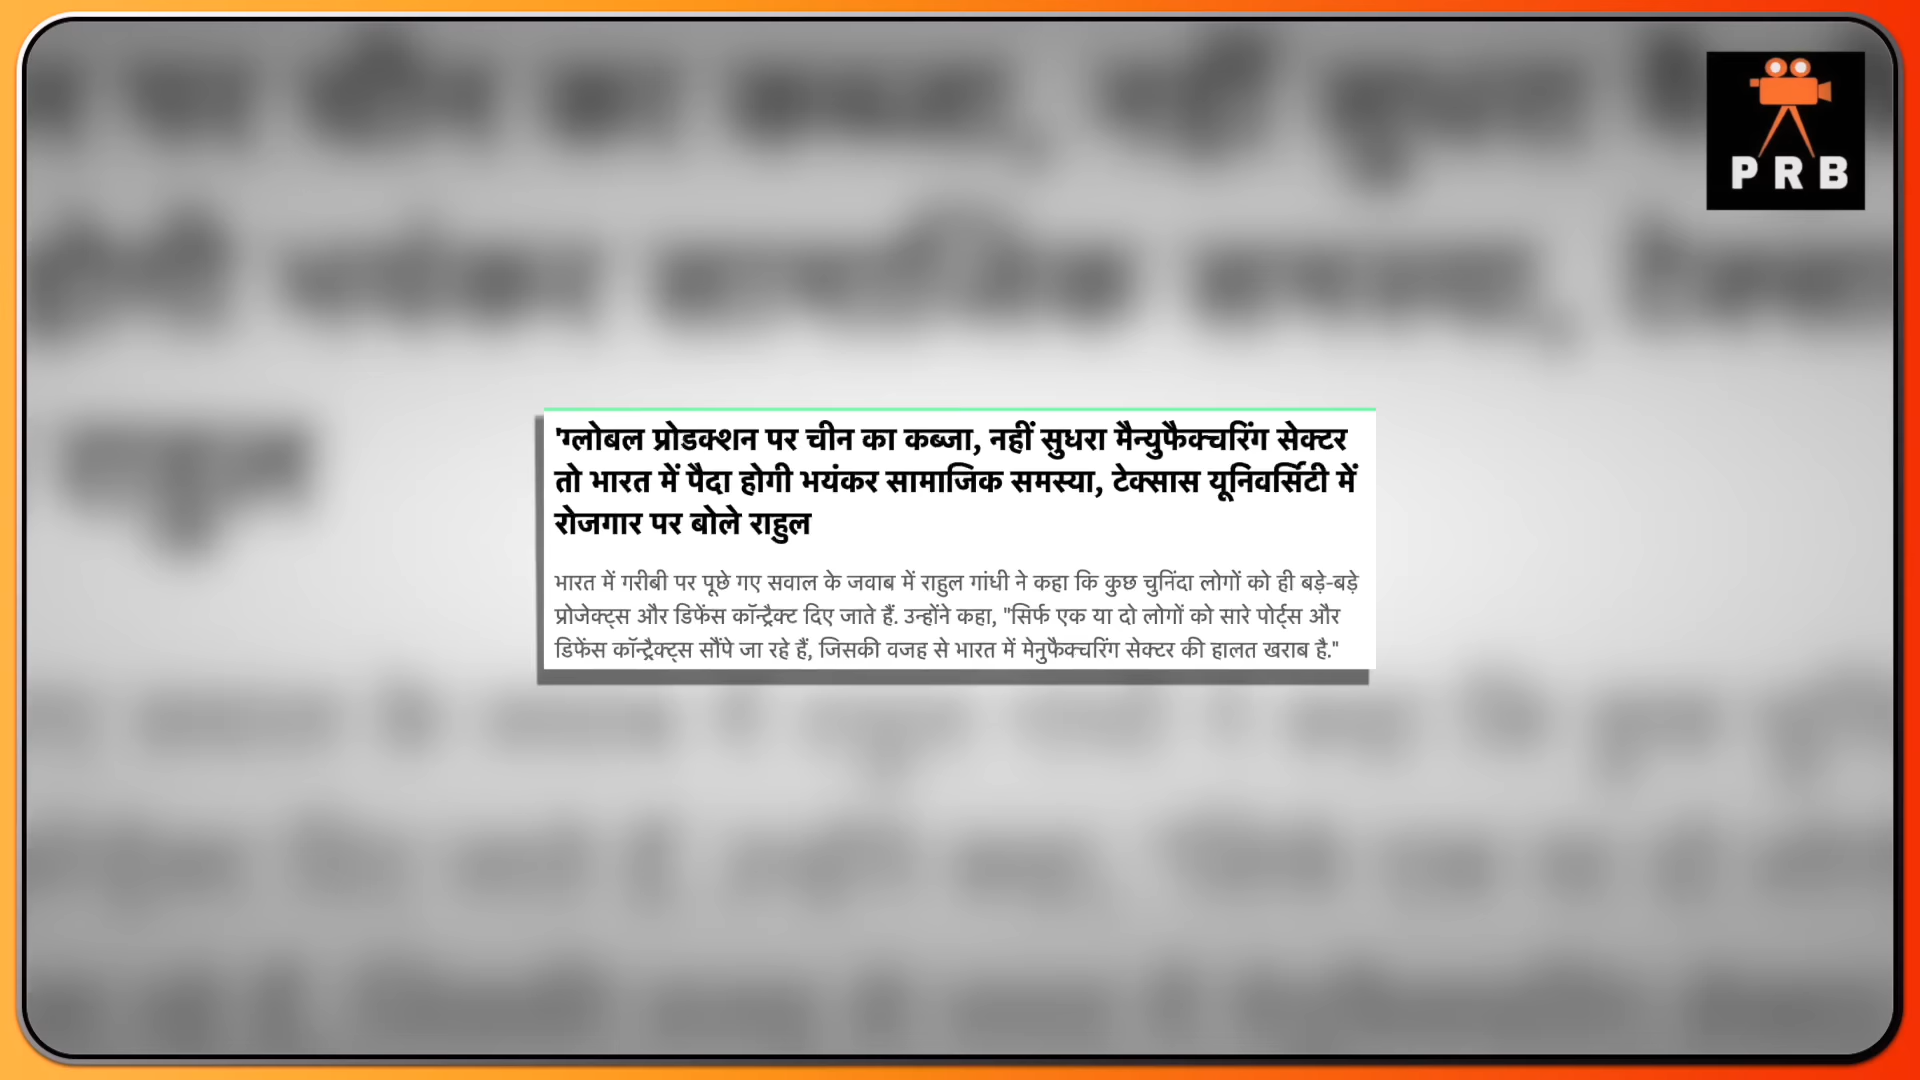 PRB
'ग्लोबल प्रोडक्शन पर चीन का कब्जा, नहीं सुधरा मैन्युफैक्चरिंग सेक्टर
तो भारत में पैदा होगी भयंकर सामाजिक समस्या, टेक्सास यूनिवर्सिटी में
रोजगार पर बोले राहुल
भारत में गरीबी पर पूछे गए सवाल के जवाब में राहुल गांधी ने कहा कि कुछ चुनिंदा लोगों को ही बड़े-बड़े
प्रोजेक्ट्स और डिफेंस कॉन्ट्रैक्ट दिए जाते हैं. उन्होंने कहा, "सिर्फ एक या दो लोगों को सारे पोर्ट्स और
डिफेंस कॉन्ट्रैक्ट्स सौंपे जा रहे हैं, जिसकी वजह से भारत में मेनुफैक्चरिंग सेक्टर की हालत खराब है."